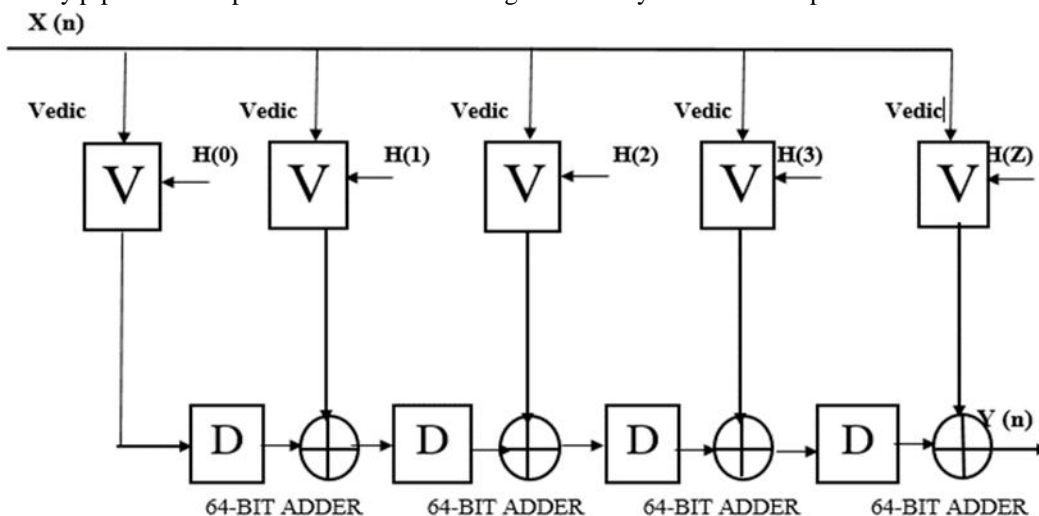 X (n)
Vedic Vedic Vedic Vedic Vedic
V H(0) V H(1) V H(2) V H(3) V H(Z)
Y (n)
D D D D
64-BIT ADDER 64-BIT ADDER 64-BIT ADDER 64-BIT ADDER